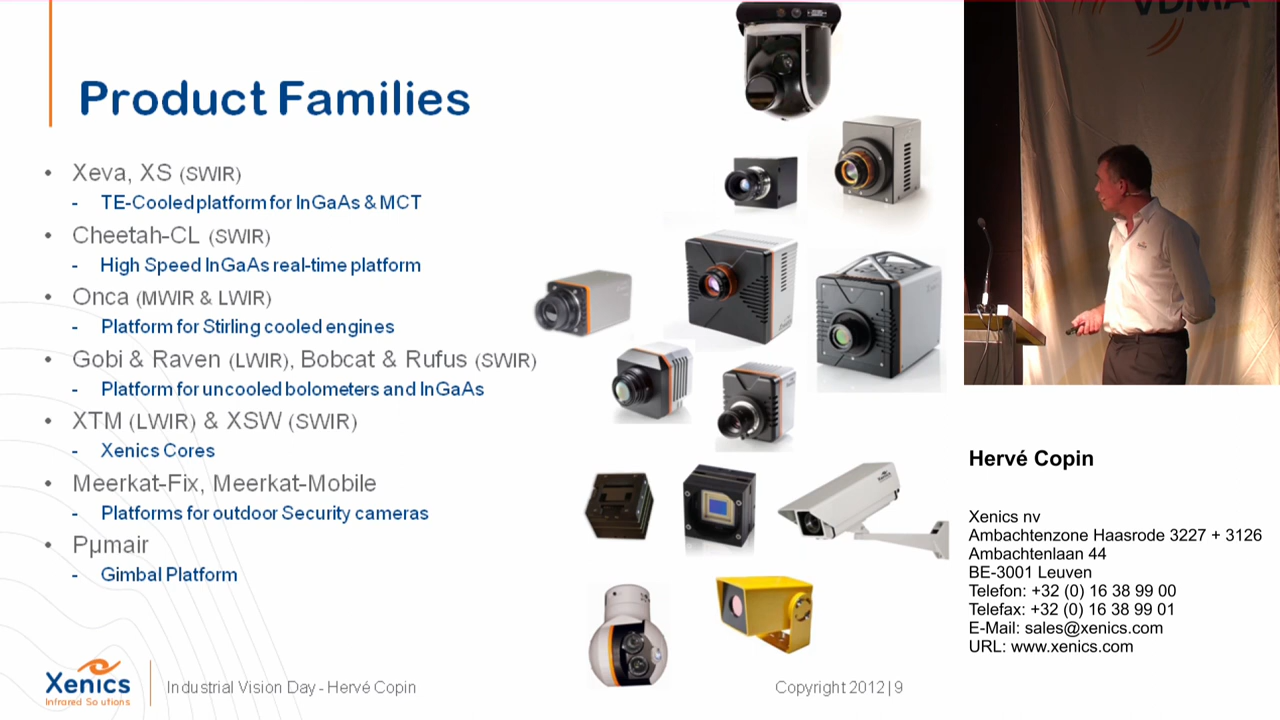 Product Families
• Xeva, XS (SWIR)
- TE-Cooled platform for InGaAs & MCT
• Cheetah-CL (SWIR)
- High Speed InGaAs real-time platform
• Onca (MWIR & LWIR)
- Platform for Stirling cooled engines
• Gobi & Raven (LWIR), Bobcat & Rufus (SWIR)
- Platform for uncooled bolometers and InGaAs
• XTM (LWIR) & XSW (SWIR)
- Xenics Cores
• Meerkat-Fix, Meerkat-Mobile
- Platforms for outdoor Security cameras
• Pµmair
- Gimbal Platform
Xenics
Infrared Solutions
Industrial Vision Day - Hervé Copin
Copyright 2012 | 9
VDMA
Hervé Copin
Xenics nv
Ambachtenzone Haasrode 3227 + 3126
Ambachtenlaan 44
BE-3001 Leuven
Telefon: +32 (0) 16 38 99 00
Telefax: +32 (0) 16 38 99 01
E-Mail: sales@xenics.com
URL: www.xenics.com